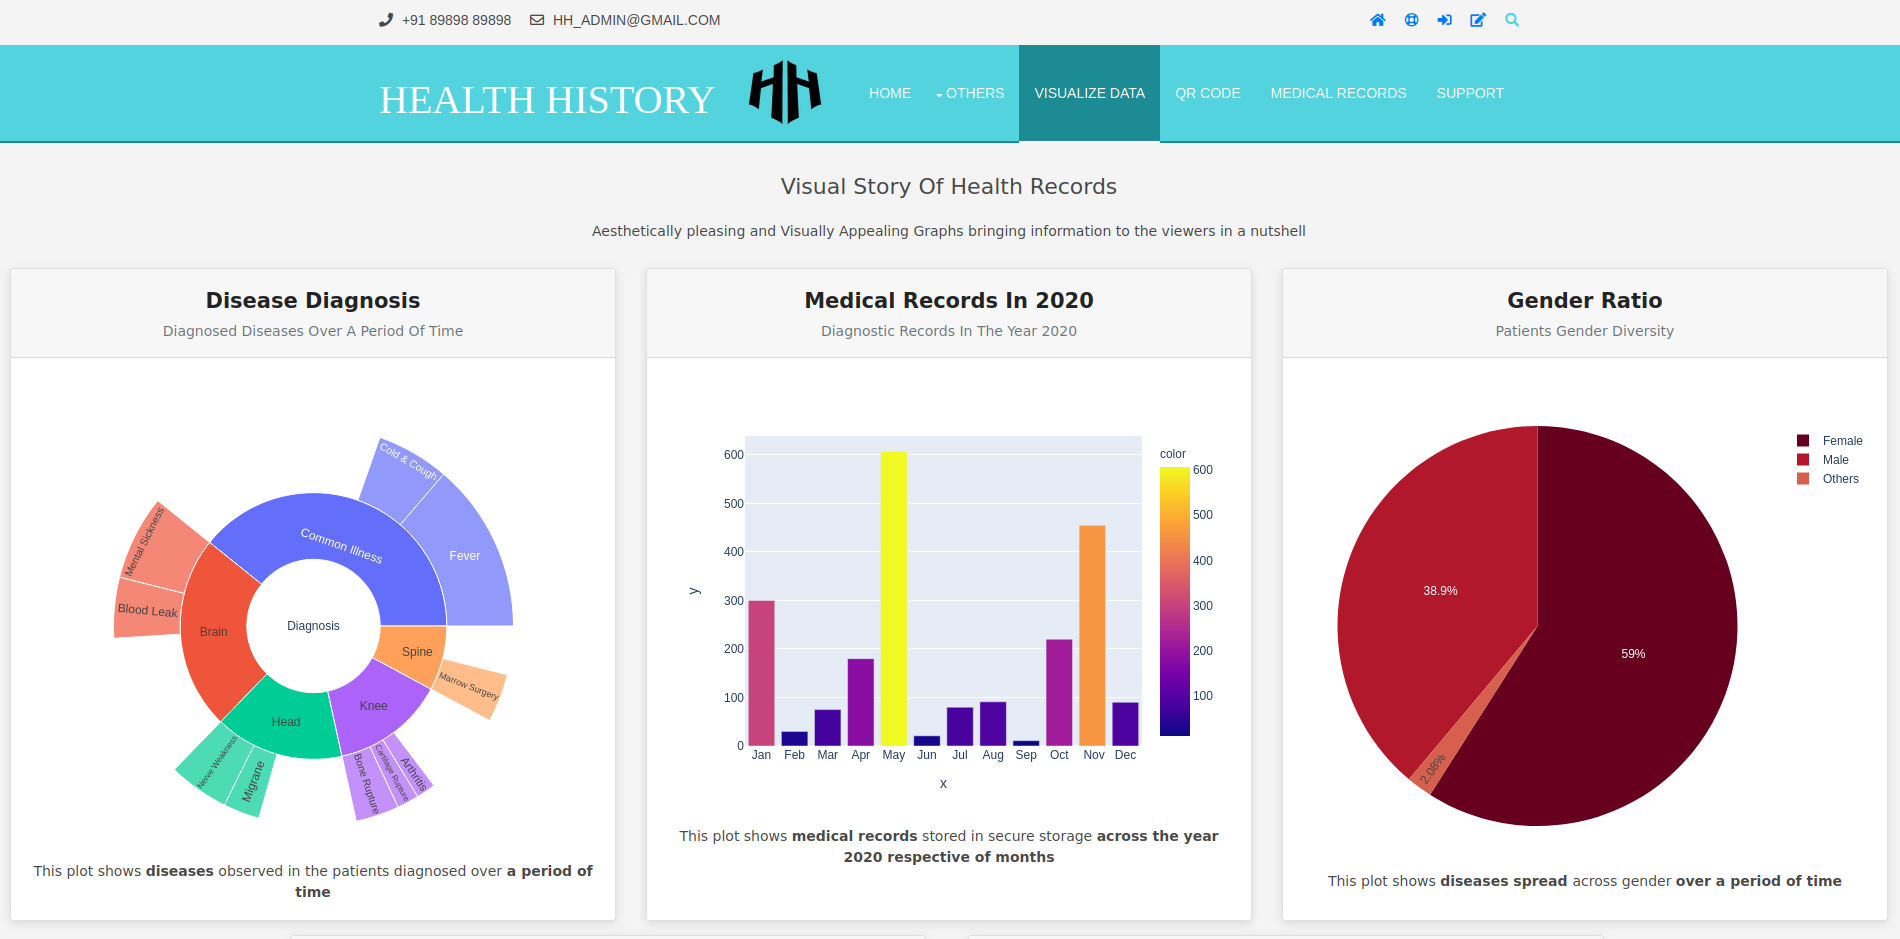 +91 89898 89898 HH_ADMIN@GMAIL.COM
HEALTH HISTORY HH HOME OTHERS VISUALIZE DATA QR CODE MEDICAL RECORDS SUPPORT
Visual Story Of Health Records
Aesthetically pleasing and Visually Appealing Graphs bringing information to the viewers in a nutshell
Disease Diagnosis
Diagnosed Diseases Over A Period Of Time
Cold & Cough
Fever
Common Illness
Mental Sickness
Blood Leak
Brain
Diagnosis
Spine
Marrow Surgery
Knee
Head
Nerve Weakness
Migrane
Bone Rupture
Cartilage Rupture
Arthritis
This plot shows diseases observed in the patients diagnosed over a period of
time
Medical Records In 2020
Diagnostic Records In The Year 2020
600
500
400
300
200
100
0
y
Jan Feb Mar Apr May Jun Jul Aug Sep Oct Nov Dec
x
color
600
500
400
300
200
100
This plot shows medical records stored in secure storage across the year
2020 respective of months
Gender Ratio
Patients Gender Diversity
Female
Male
Others
38.9%
59%
2.08%
This plot shows diseases spread across gender over a period of time